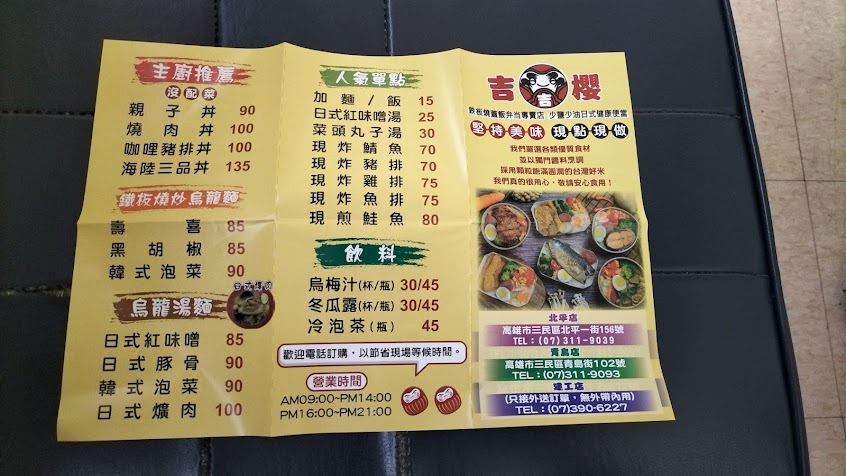 主廚推薦
沒配菜
親子丼 90
燒肉丼 100
咖哩豬排丼 100
海陸三品丼 135
鐵板燒炒烏龍麵
壽喜 85
黑胡椒 85
韓式泡菜 90
烏龍湯麵
日式紅味噌 85
日式豚骨 90
韓式泡菜 90
日式爌肉 100
人氣單點
加麵/飯 15
日式紅味噌湯 25
菜頭丸子湯 30
現炸鯖魚 70
現炸豬排 70
現炸雞排 75
現炸魚排 75
現煎鮭魚 80
飲料
烏梅汁(杯/瓶) 30/45
冬瓜露(杯/瓶) 30/45
冷泡茶(瓶) 45
歡迎電話訂購，以節省現場等候時間。
營業時間
AM09:00~PM14:00
PM16:00~PM21:00
吉 吉 櫻
鉄板燒蓋飯弁当專賣店 少鹽少油日式健康便當
堅持美味 現點現做
我們嚴選各類優質食材
並以獨門醬料烹調
採用顆粒飽滿圓潤的台灣好米
我們真的很用心，敬請安心食用！
北平店
高雄市三民區北平一街156號
TEL：(07)311-9039
青島店
高雄市三民區青島街102號
TEL：(07)311-9093
建工店
(只接外送訂單，無外帶內用)
TEL：(07)390-6227